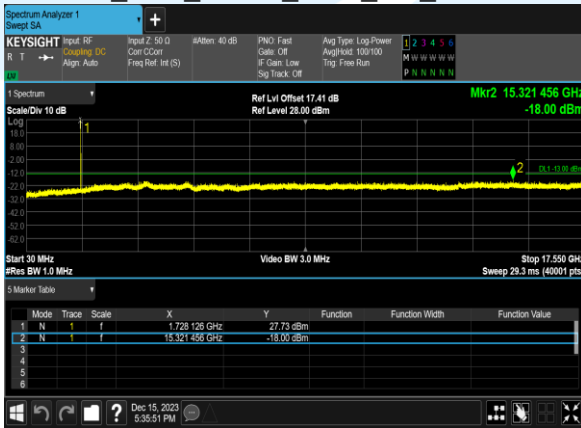 Spectrum Analyzer 1
Swept SA
KEYSIGHT
R T
LXI
Input: RF
Coupling: DC
Align: Auto
Input Z: 50 Ω
Corr CCorr
Freq Ref: Int (S)
#Atten: 40 dB
PNO: Fast
Gate: Off
IF Gain: Low
Sig Track: Off
Avg Type: Log-Power
Avg|Hold: 100/100
Trig: Free Run
1 2 3 4 5 6
M W W W W W
P N N N N N
1 Spectrum
Scale/Div 10 dB
Ref Lvl Offset 17.41 dB
Ref Level 28.00 dBm
Mkr2 15.321 456 GHz
-18.00 dBm
Log
18.0
8.00
-2.00
-12.0
-22.0
-32.0
-42.0
-52.0
-62.0
1
2
DL1 -13.00 dBm
Start 30 MHz
#Res BW 1.0 MHz
Video BW 3.0 MHz
Stop 17.550 GHz
Sweep 29.3 ms (40001 pts)
5 Marker Table
Mode Trace Scale X Y Function Function Width Function Value
1 N 1 f 1.728 126 GHz 27.73 dBm
2 N 1 f 15.321 456 GHz -18.00 dBm
3
4
5
6
?
Dec 15, 2023
5:35:51 PM